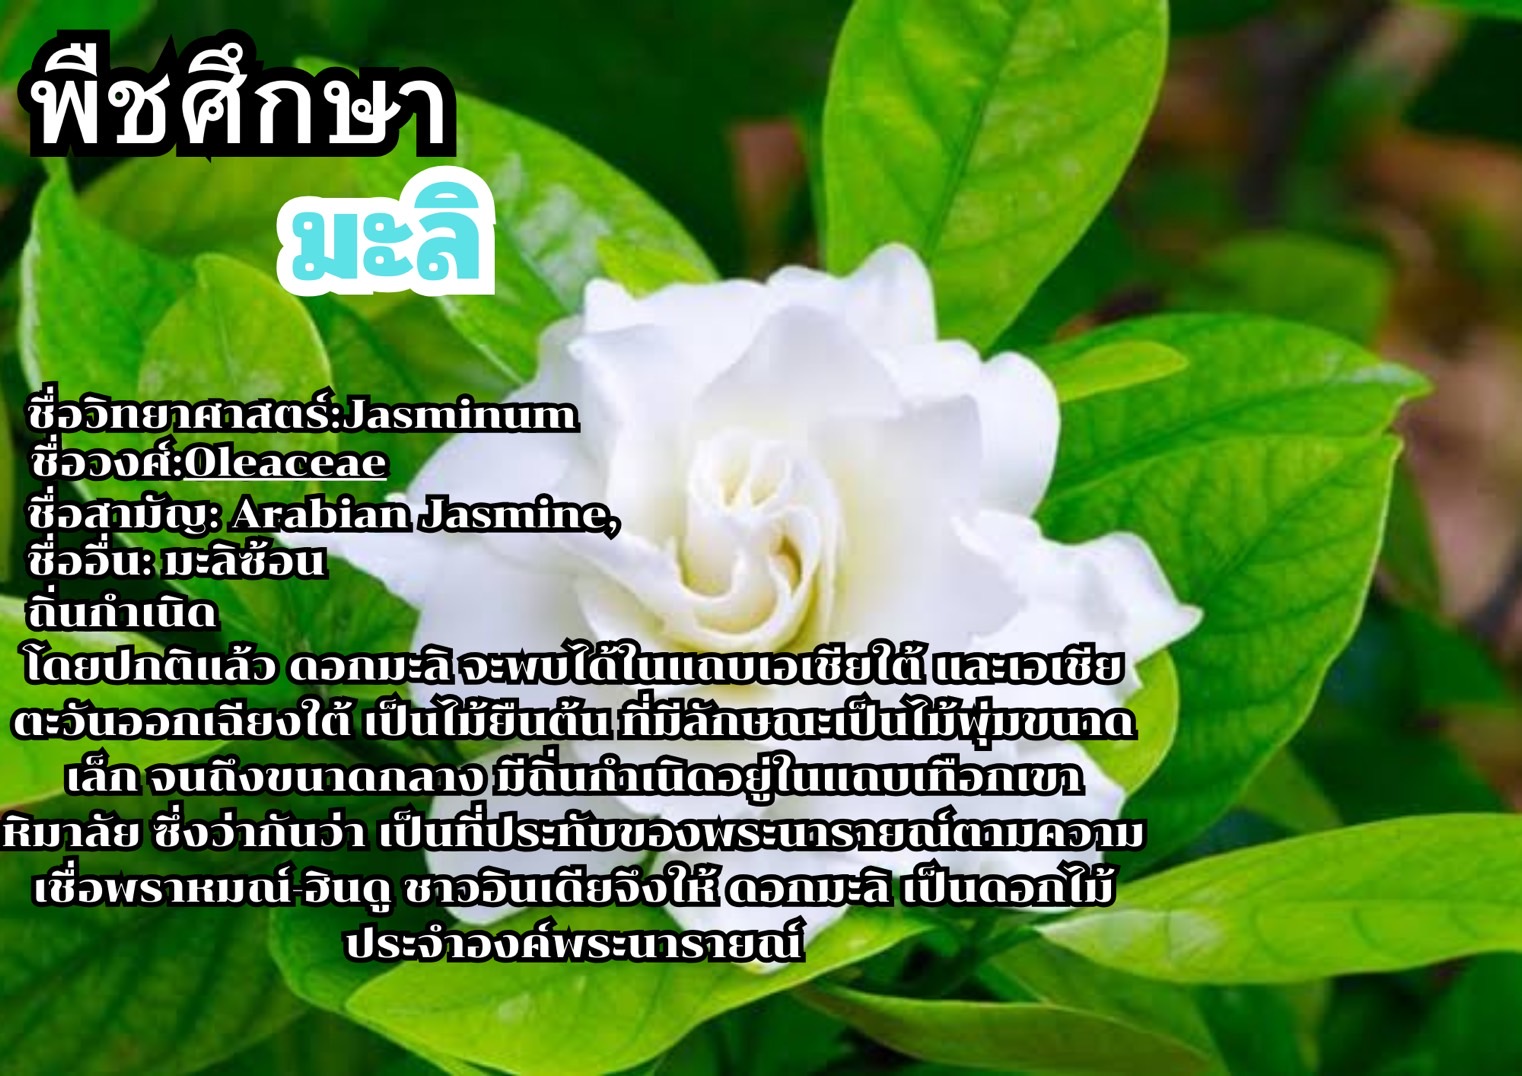 พืชศึกษา
มะลิ
ชื่อวิทยาศาสตร์:Jasminum
ชื่อวงศ์:Oleaceae
ชื่อสามัญ: Arabian Jasmine,
ชื่ออื่น: มะลิซ้อน
ถิ่นกำเนิด
โดยปกติแล้ว ดอกมะลิ จะพบได้ในแถบเอเชียใต้ และเอเชีย
ตะวันออกเฉียงใต้ เป็นไม้ยืนต้น ที่มีลักษณะเป็นไม้พุ่มขนาด
เล็ก จนถึงขนาดกลาง มีถิ่นกำเนิดอยู่ในแถบเทือกเขา
หิมาลัย ซึ่งว่ากันว่า เป็นที่ประทับของพระนารายณ์ตามความ
เชื่อพราหมณ์-ฮินดู ชาวอินเดียจึงให้ ดอกมะลิ เป็นดอกไม้
ประจำองค์พระนารายณ์